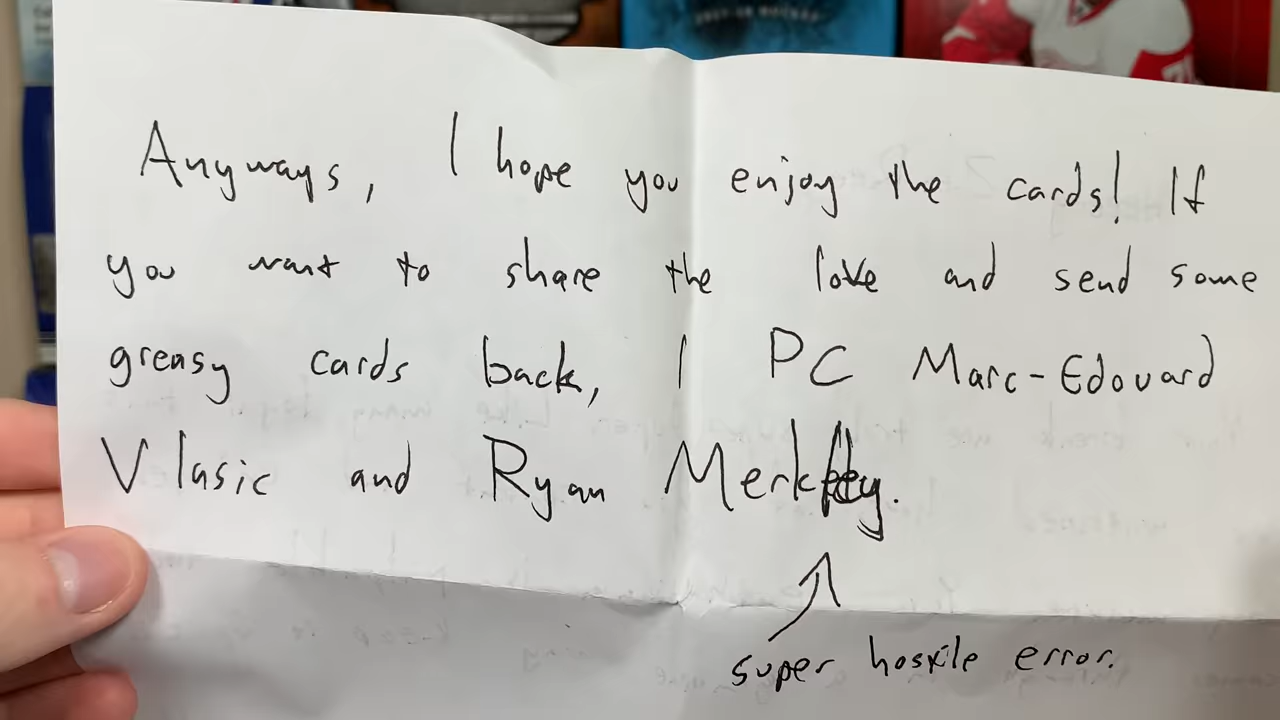 Anyways, I hope you enjoy the cards! If
you want to share the love and send some
greasy cards back, I PC Marc-Edouard
Vlasic and Ryan Merkley.
super hostile error.